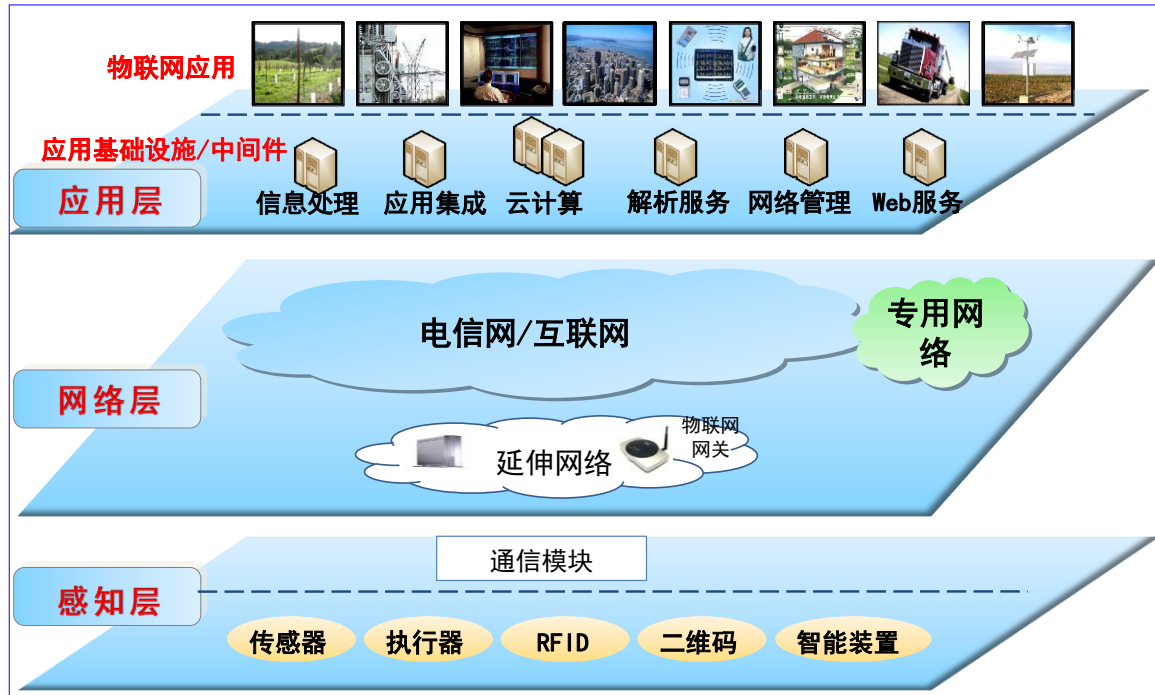 物联网应用
应用基础设施/中间件
应用层
信息处理
应用集成
云计算
解析服务
网络管理
Web服务
电信网/互联网
专用网
络
网络层
延伸网络
物联网
网关
通信模块
感知层
传感器
执行器
RFID
二维码
智能装置